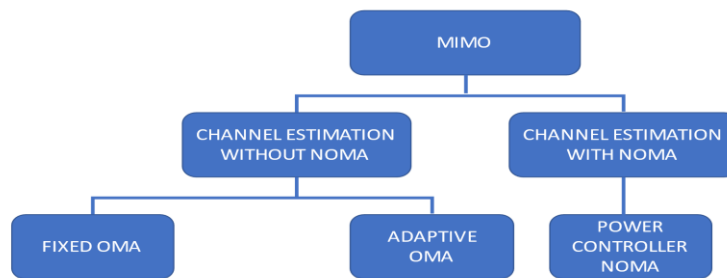 MIMO
CHANNEL ESTIMATION
WITHOUT NOMA
CHANNEL ESTIMATION
WITH NOMA
FIXED OMA
ADAPTIVE
OMA
POWER
CONTROLLER
NOMA